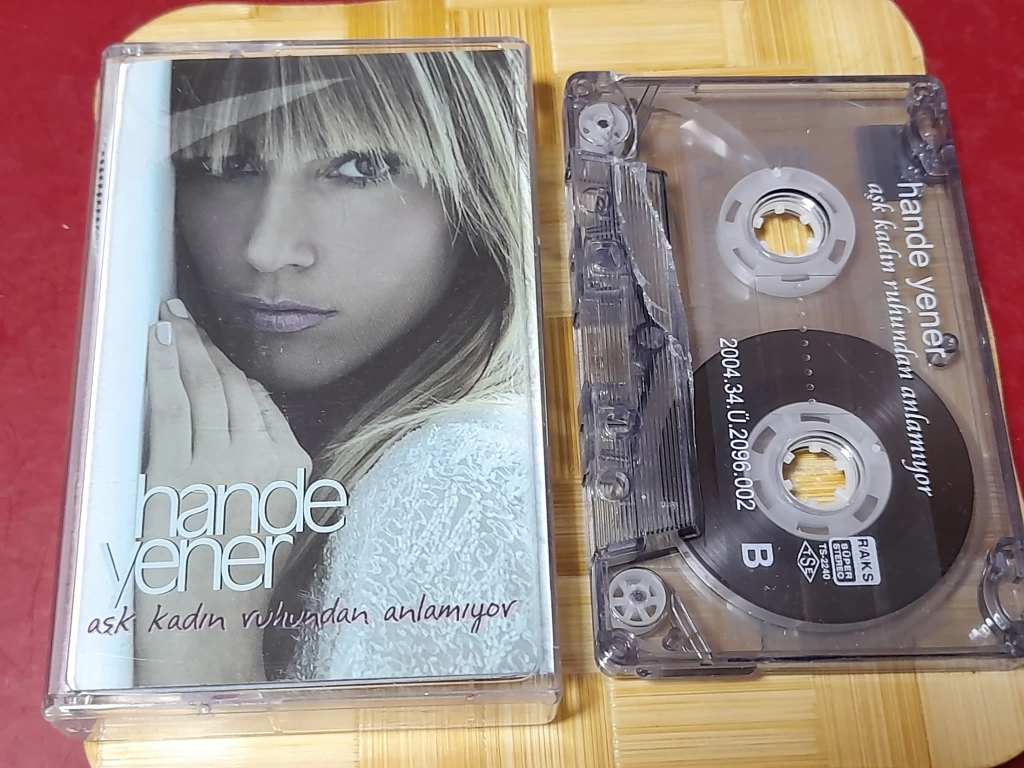 hande
yener
aşk kadın ruhundan anlamıyor
hande yener
aşk kadın ruhundan anlamıyor
2004.34.Ü.2096.002
B
RAKS
SUPER
STEREO
TS-2240
TSE